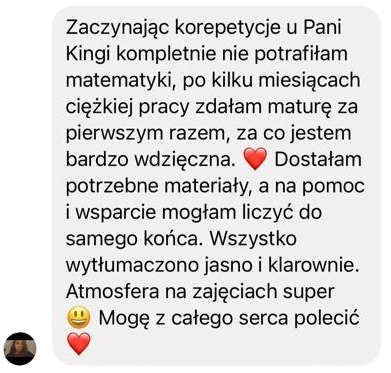 Zaczynając korepetycje u Pani
Kingi kompletnie nie potrafiłam
matematyki, po kilku miesiącach
ciężkiej pracy zdałam maturę za
pierwszym razem, za co jestem
bardzo wdzięczna. ❤️ Dostałam
potrzebne materiały, a na pomoc
i wsparcie mogłam liczyć do
samego końca. Wszystko
wytłumaczono jasno i klarownie.
Atmosfera na zajęciach super
😃 Mogę z całego serca polecić
❤️